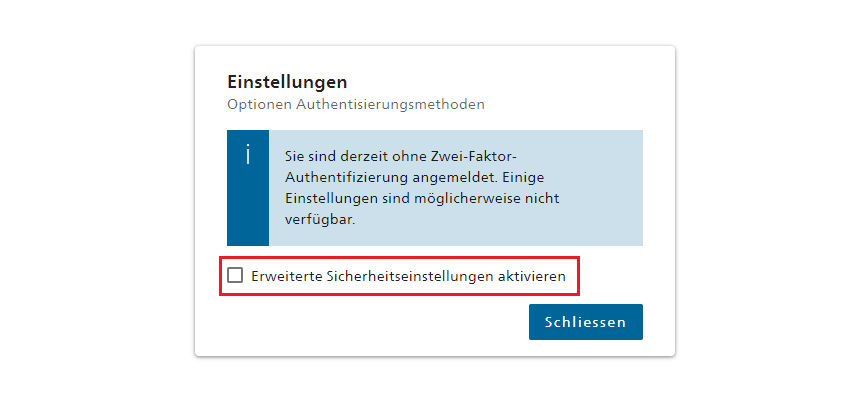 Einstellungen
Optionen Authentisierungsmethoden
i
Sie sind derzeit ohne Zwei-Faktor-
Authentifizierung angemeldet. Einige
Einstellungen sind möglicherweise nicht
verfügbar.
Erweiterte Sicherheitseinstellungen aktivieren
Schliessen